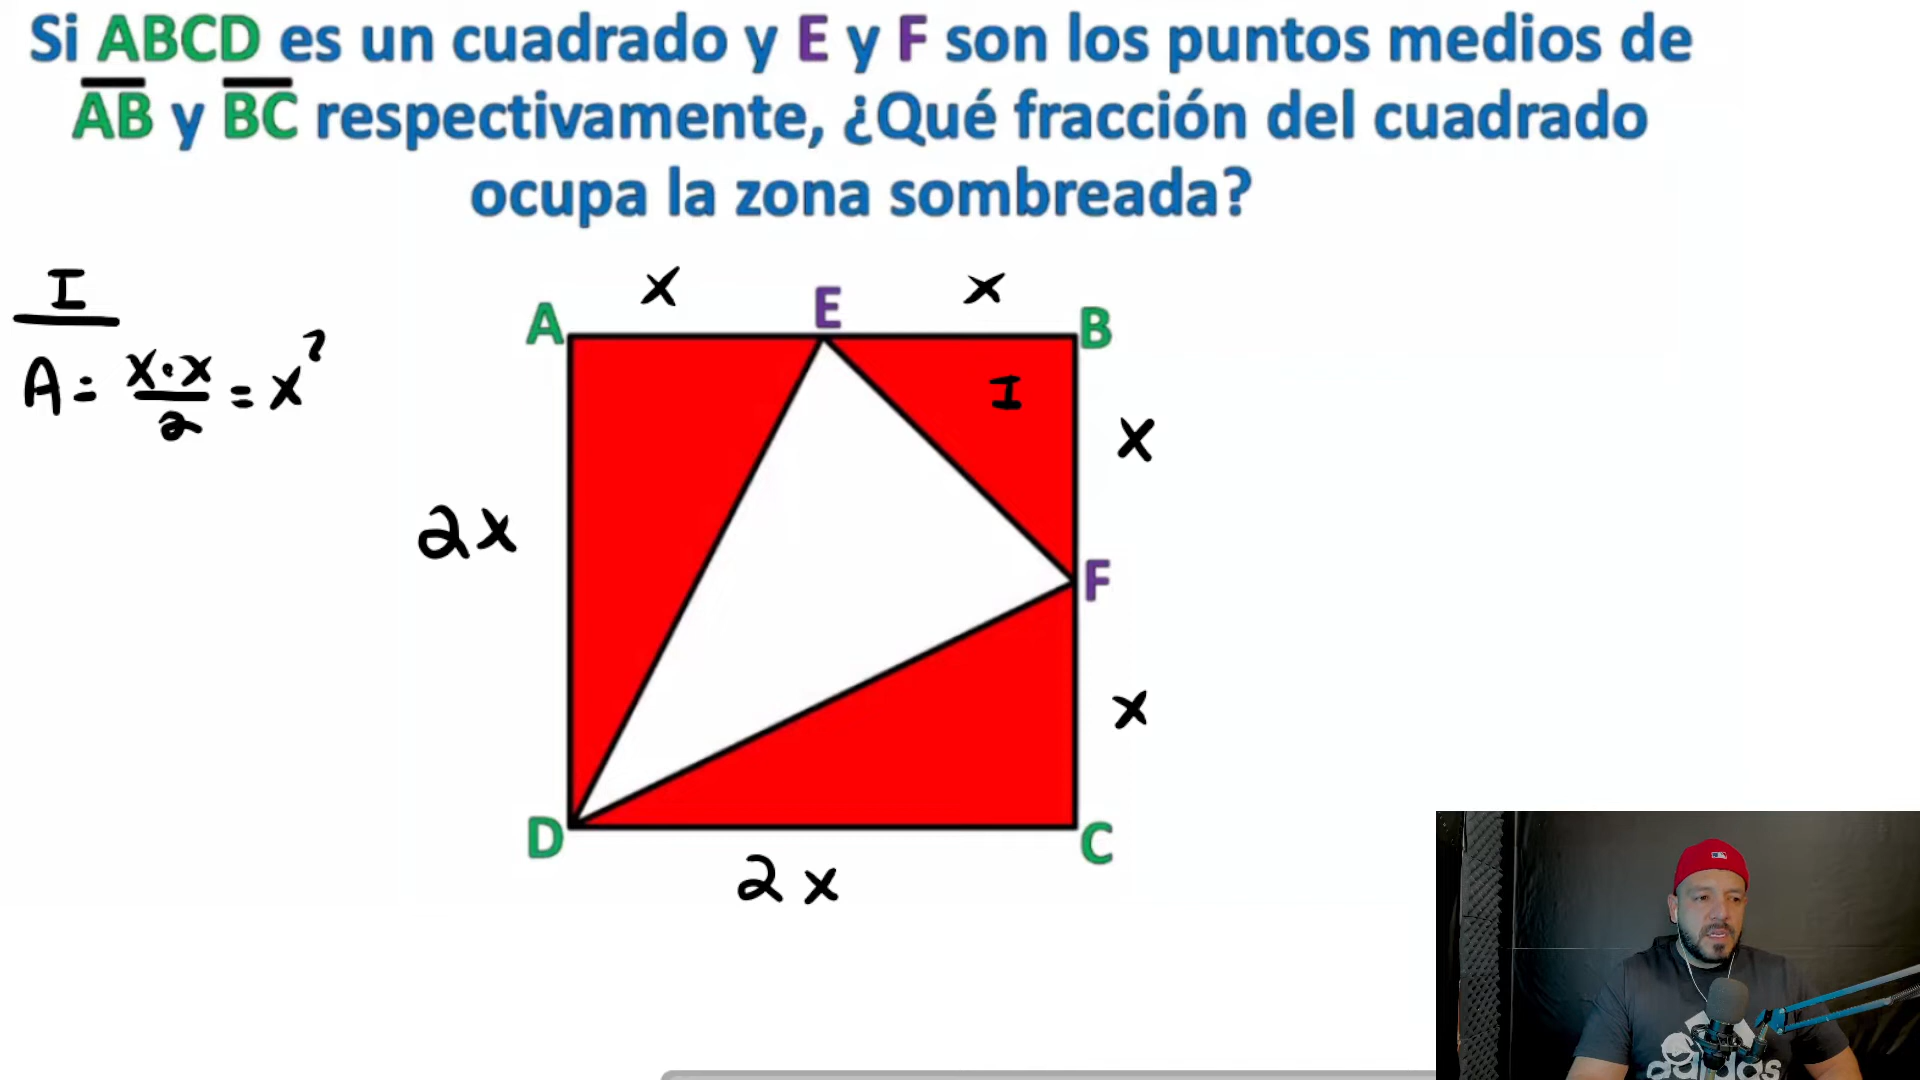 Si ABCD es un cuadrado y E y F son los puntos medios de
AB y BC respectivamente, ¿Qué fracción del cuadrado
ocupa la zona sombreada?
I
A = x·x/2 = x²
x
x
A
E
B
I
x
2x
F
x
D
C
2x
adidas